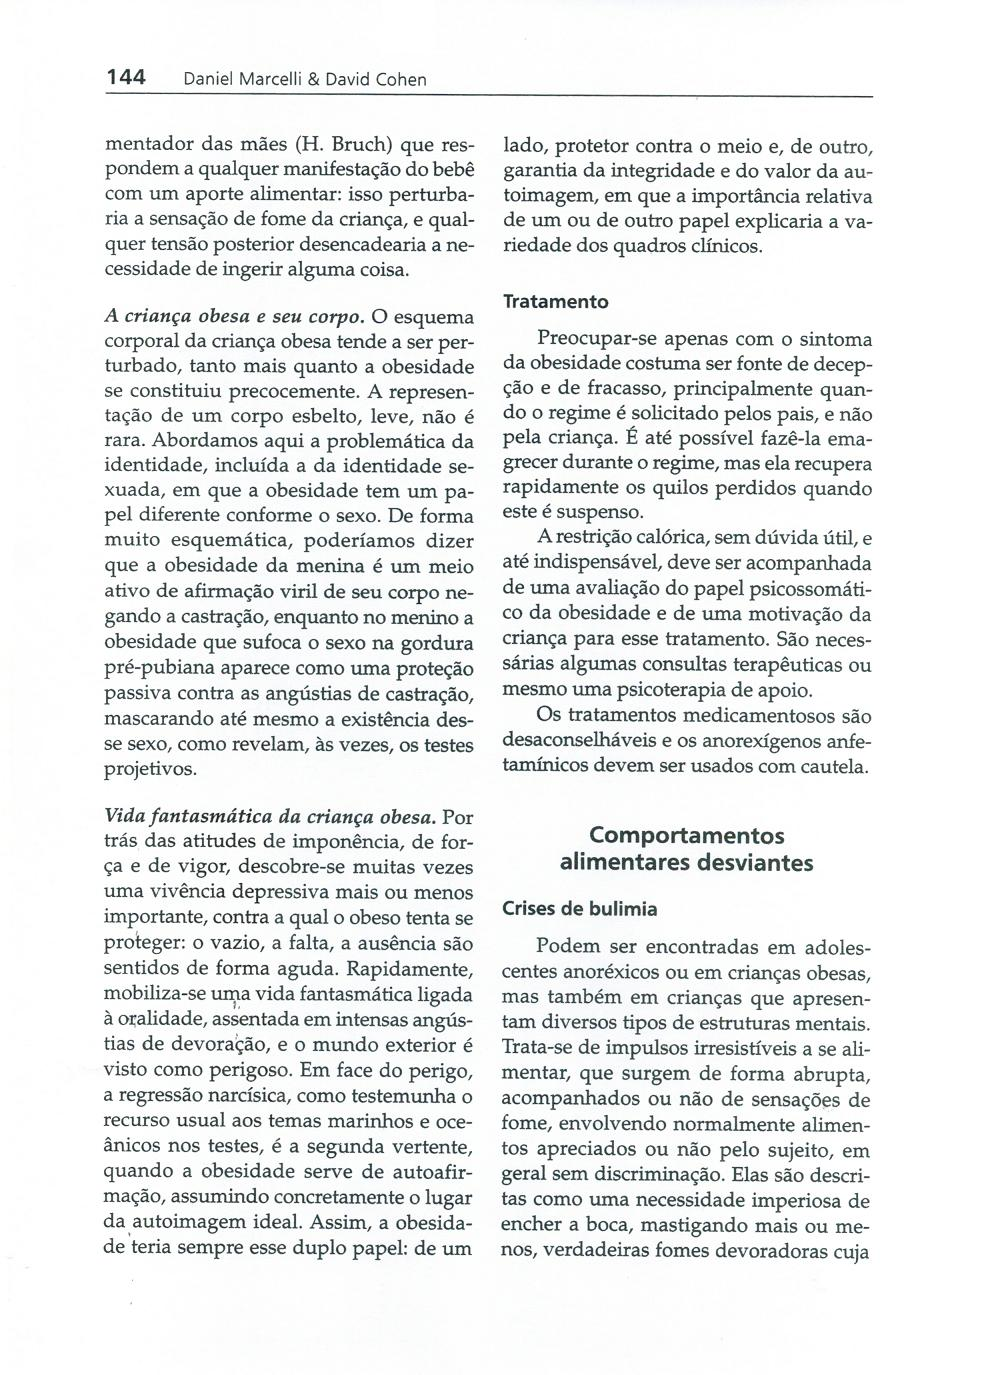 144 Daniel Marcelli & David Cohen
mentador das mães (H. Bruch) que res-
pondem a qualquer manifestação do bebê
com um aporte alimentar: isso perturba-
ria a sensação de fome da criança, e qual-
quer tensão posterior desencadearia a ne-
cessidade de ingerir alguma coisa.
A criança obesa e seu corpo. O esquema
corporal da criança obesa tende a ser per-
turbado, tanto mais quanto a obesidade
se constituiu precocemente. A represen-
tação de um corpo esbelto, leve, não é
rara. Abordamos aqui a problemática da
identidade, incluída a da identidade se-
xuada, em que a obesidade tem um pa-
pel diferente conforme o sexo. De forma
muito esquemática, poderíamos dizer
que a obesidade da menina é um meio
ativo de afirmação viril de seu corpo ne-
gando a castração, enquanto no menino a
obesidade que sufoca o sexo na gordura
pré-pubiana aparece como uma proteção
passiva contra as angústias de castração,
mascarando até mesmo a existência des-
se sexo, como revelam, às vezes, os testes
projetivos.
Vida fantasmática da criança obesa. Por
trás das atitudes de imponência, de for-
ça e de vigor, descobre-se muitas vezes
uma vivência depressiva mais ou menos
importante, contra a qual o obeso tenta se
proteger: o vazio, a falta, a ausência são
sentidos de forma aguda. Rapidamente,
mobiliza-se uma vida fantasmática ligada
à oralidade, assentada em intensas angús-
tias de devoração, e o mundo exterior é
visto como perigoso. Em face do perigo,
a regressão narcísica, como testemunha o
recurso usual aos temas marinhos e oce-
ânicos nos testes, é a segunda vertente,
quando a obesidade serve de autoafir-
mação, assumindo concretamente o lugar
da autoimagem ideal. Assim, a obesida-
de teria sempre esse duplo papel: de um
lado, protetor contra o meio e, de outro,
garantia da integridade e do valor da au-
toimagem, em que a importância relativa
de um ou de outro papel explicaria a va-
riedade dos quadros clínicos.
Tratamento
Preocupar-se apenas com o sintoma
da obesidade costuma ser fonte de decep-
ção e de fracasso, principalmente quan-
do o regime é solicitado pelos pais, e não
pela criança. É até possível fazê-la ema-
grecer durante o regime, mas ela recupera
rapidamente os quilos perdidos quando
este é suspenso.
A restrição calórica, sem dúvida útil, e
até indispensável, deve ser acompanhada
de uma avaliação do papel psicossomáti-
co da obesidade e de uma motivação da
criança para esse tratamento. São neces-
sárias algumas consultas terapêuticas ou
mesmo uma psicoterapia de apoio.
Os tratamentos medicamentosos são
desaconselháveis e os anorexígenos anfe-
tamínicos devem ser usados com cautela.
Comportamentos
alimentares desviantes
Crises de bulimia
Podem ser encontradas em adoles-
centes anoréxicos ou em crianças obesas,
mas também em crianças que apresen-
tam diversos tipos de estruturas mentais.
Trata-se de impulsos irresistíveis a se ali-
mentar, que surgem de forma abrupta,
acompanhados ou não de sensações de
fome, envolvendo normalmente alimen-
tos apreciados ou não pelo sujeito, em
geral sem discriminação. Elas são descri-
tas como uma necessidade imperiosa de
encher a boca, mastigando mais ou me-
nos, verdadeiras fomes devoradoras cuja